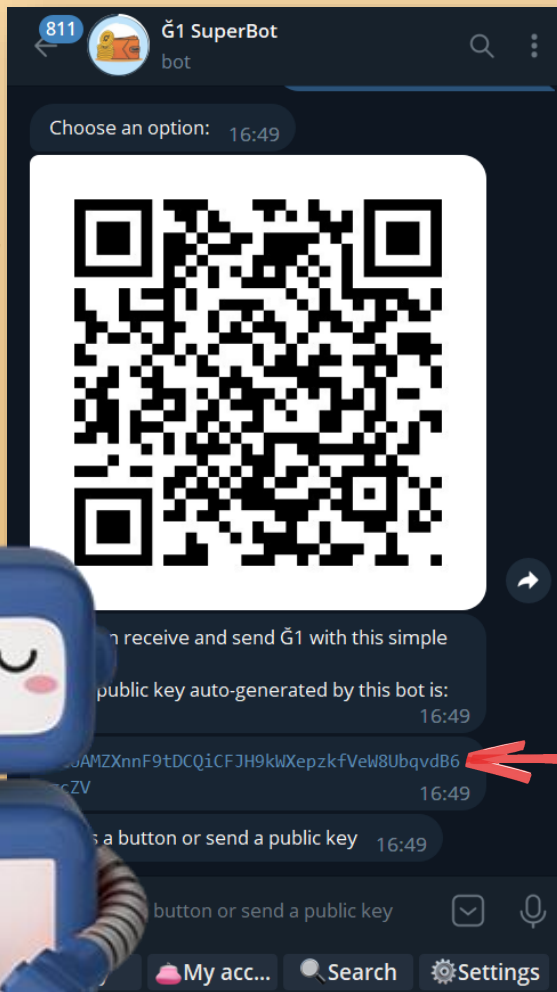 811
Ğ1 SuperBot
bot
Choose an option: 16:49
receive and send Ğ1 with this simple
public key auto-generated by this bot is:
16:49
AMZXnnF9tDCQiCFJH9kWXepzkfVeW8UbqvdB6
cZV 16:49
a button or send a public key 16:49
button or send a public key
My acc... Search Settings